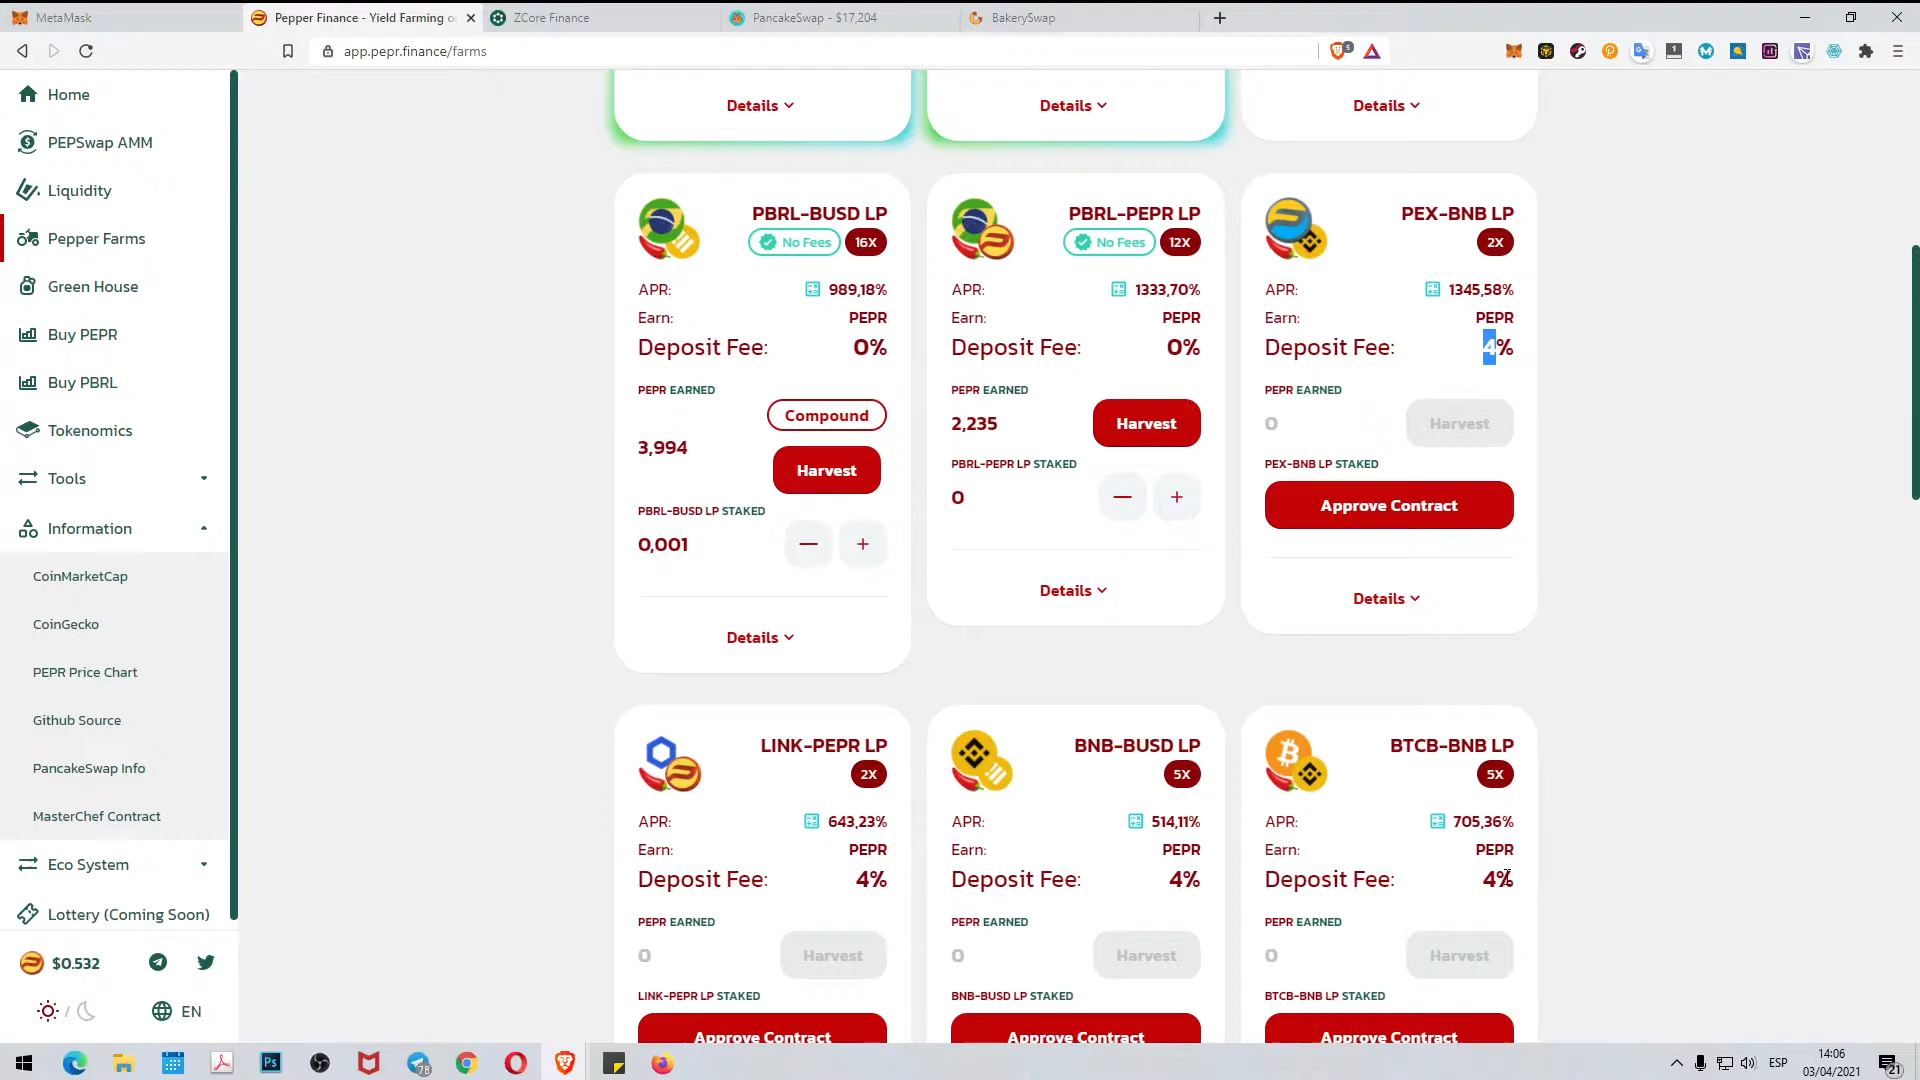 MetaMask
Pepper Finance - Yield Farming o
ZCore Finance
PancakeSwap - $17,204
BakerySwap
app.pepr.finance/farms
Home
PEPSwap AMM
Liquidity
Pepper Farms
Green House
Buy PEPR
Buy PBRL
Tokenomics
Tools
Information
CoinMarketCap
CoinGecko
PEPR Price Chart
Github Source
PancakeSwap Info
MasterChef Contract
Eco System
Lottery (Coming Soon)
$0.532
/
EN
Details
Details
Details
PBRL-BUSD LP
No Fees 16X
APR: 989,18%
Earn: PEPR
Deposit Fee: 0%
PEPR EARNED
Compound
3,994
Harvest
PBRL-BUSD LP STAKED
0,001
Details
PBRL-PEPR LP
No Fees 12X
APR: 1333,70%
Earn: PEPR
Deposit Fee: 0%
PEPR EARNED
2,235 Harvest
PBRL-PEPR LP STAKED
0
Details
PEX-BNB LP
2X
APR: 1345,58%
Earn: PEPR
Deposit Fee: 4%
PEPR EARNED
0 Harvest
PEX-BNB LP STAKED
Approve Contract
Details
LINK-PEPR LP
2X
APR: 643,23%
Earn: PEPR
Deposit Fee: 4%
PEPR EARNED
0 Harvest
LINK-PEPR LP STAKED
Approve Contract
BNB-BUSD LP
5X
APR: 514,11%
Earn: PEPR
Deposit Fee: 4%
PEPR EARNED
0 Harvest
BNB-BUSD LP STAKED
Approve Contract
BTCB-BNB LP
5X
APR: 705,36%
Earn: PEPR
Deposit Fee: 4%
PEPR EARNED
0 Harvest
BTCB-BNB LP STAKED
Approve Contract
Ps
78
ESP
14:06
03/04/2021
21